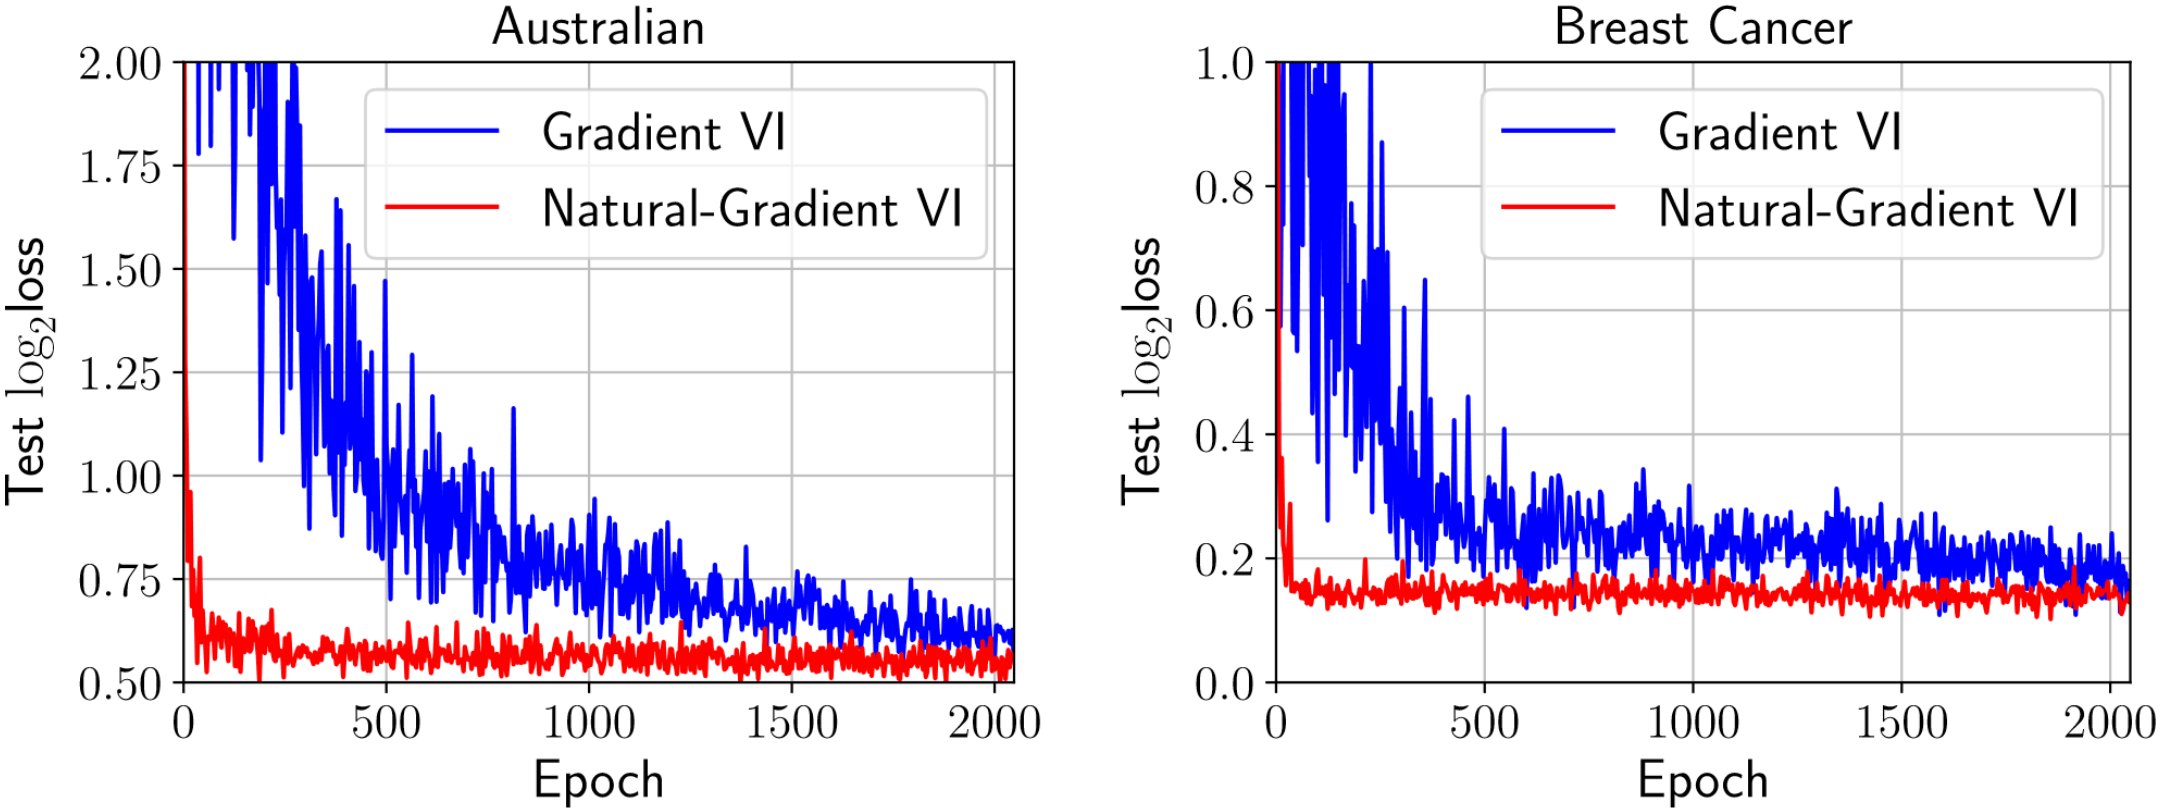 Australian
Test log2loss
2.00
1.75
1.50
1.25
1.00
0.75
0.50
Gradient VI
Natural-Gradient VI
0 500 1000 1500 2000
Epoch
Breast Cancer
Test log2loss
1.0
0.8
0.6
0.4
0.2
0.0
Gradient VI
Natural-Gradient VI
0 500 1000 1500 2000
Epoch